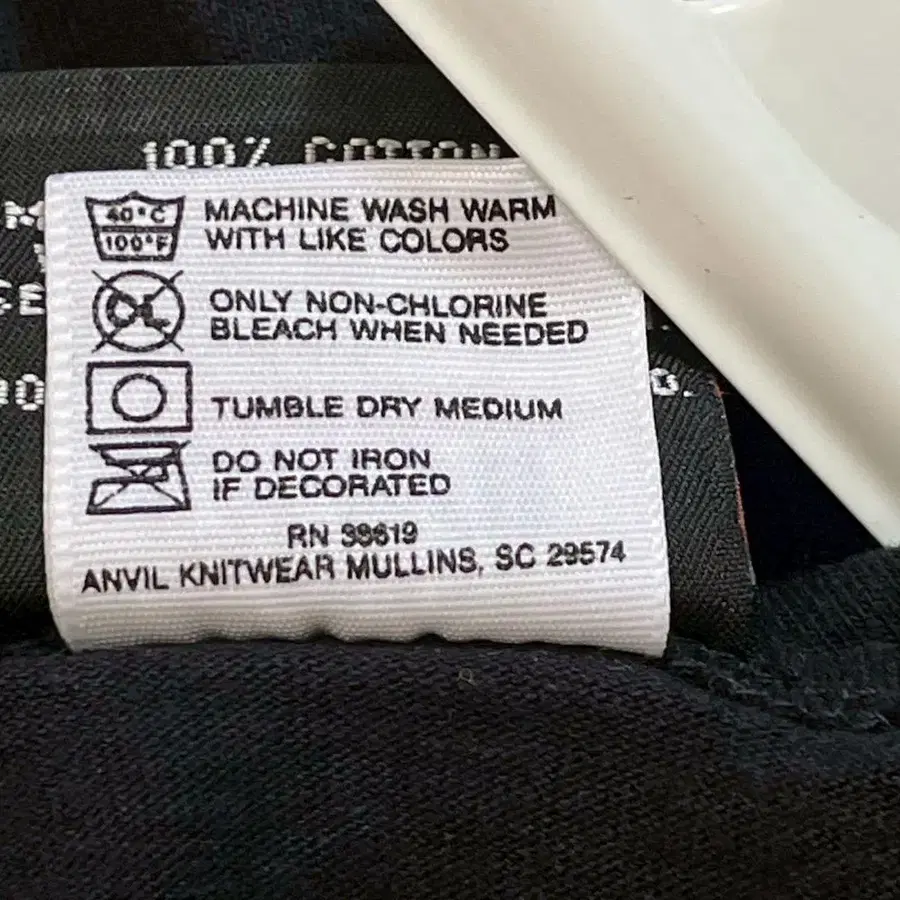 100% COTTON
40°C
100°F
MACHINE WASH WARM
WITH LIKE COLORS
ONLY NON-CHLORINE
BLEACH WHEN NEEDED
TUMBLE DRY MEDIUM
DO NOT IRON
IF DECORATED
RN 38619
ANVIL KNITWEAR MULLINS, SC 29574